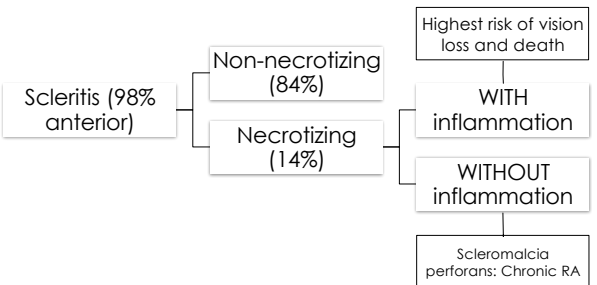 Highest risk of vision
loss and death
Non-necrotizing
(84%)
Scleritis (98%
anterior)
WITH
inflammation
Necrotizing
(14%)
WITHOUT
inflammation
Scleromalcia
perforans: Chronic RA